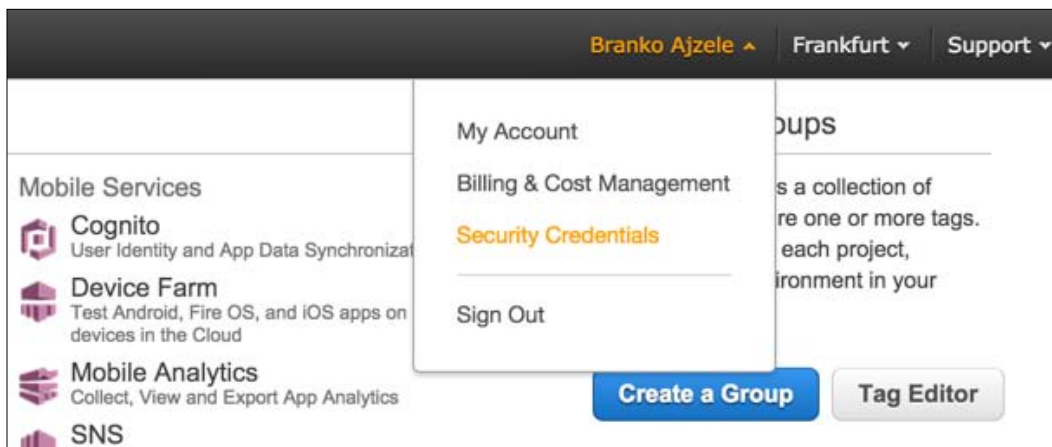 Branko Ajzele Frankfurt Support
My Account
Billing & Cost Management
Security Credentials
Sign Out
Mobile Services
Cognito
User Identity and App Data Synchronizat
Device Farm
Test Android, Fire OS, and iOS apps on
devices in the Cloud
Mobile Analytics
Collect, View and Export App Analytics
SNS
oups
s a collection of
re one or more tags.
each project,
ironment in your
Create a Group Tag Editor